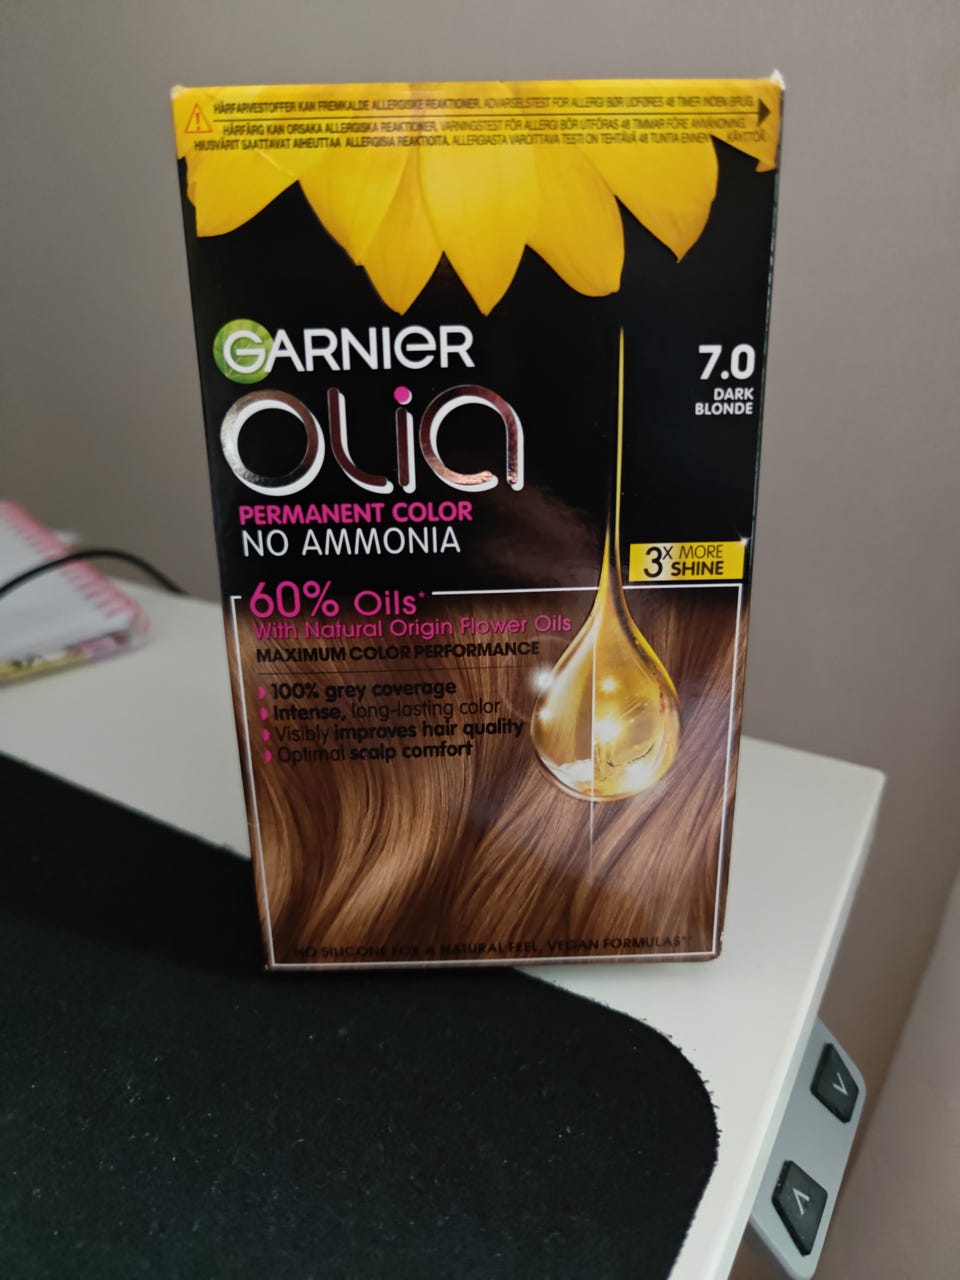 HÅRFARVESTOFFER KAN FREMKALDE ALLERGISKE REAKTIONER. ADVARSELSTEST FOR ALLERGI BØR UDFØRES 48 TIMER INDEN BRUG.
HÅRFÄRG KAN ORSAKA ALLERGISKA REAKTIONER. VARNINGSTEST FÖR ALLERGI BÖR UTFÖRAS 48 TIMMAR FÖRE ANVÄNDNING.
HIUSVÄRIT SAATTAVAT AIHEUTTAA ALLERGISIA REAKTIOITA. ALLERGIASTA VAROITTAVA TESTI ON TEHTÄVÄ 48 TUNTIA ENNEN KÄYTTÖÄ
GARNIER
OLIA
PERMANENT COLOR
NO AMMONIA
7.0
DARK
BLONDE
3X MORE
SHINE
60% Oils*
With Natural Origin Flower Oils
MAXIMUM COLOR PERFORMANCE
100% grey coverage
Intense, long-lasting color
Visibly improves hair quality
Optimal scalp comfort
NO SILICONE FOR A NATURAL FEEL. VEGAN FORMULAS**